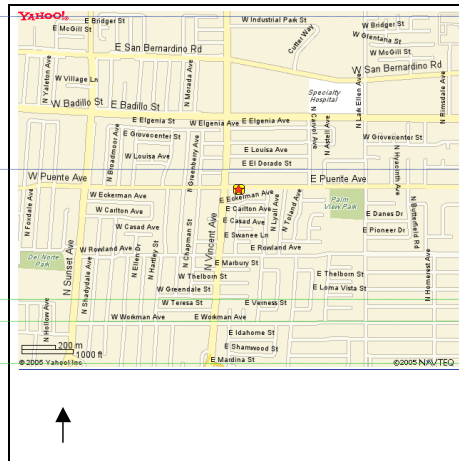 YAHOO!
E Bridger St
W Industrial Park St
W Bridger St
E McGill St
Cutter Way
W Grentana St
E San Bernardino Rd
W McGill St
N Yaleton Ave
N Morada Ave
W San Bernardino Rd
W Village Ln
Specialty Hospital
N Lark Ellen Ave
N Rimsdale Ave
W Badillo St
E Badillo St
N Carvol Ave
N Astell Ave
E Elgenia St
W Elgenia Ave
E Elgenia Ave
N Broadmoor Ave
E Grovecenter St
W Grovecenter St
N Greenberry Ave
E Louisa Ave
W Louisa Ave
N Hyacinth Ave
E El Dorado St
W Puente Ave
E Puente Ave
W Eckerman Ave
E Eckerman Ave
N Foxdale Ave
W Carlton Ave
E Carlton Ave
N Lyall Ave
N Toland Ave
Palm View Park
E Danes Dr
N Butterfield Rd
N Chapman St
N Vincent Ave
E Casad Ave
W Casad Ave
E Pioneer Dr
E Swanee Ln
W Rowland Ave
E Rowland Ave
Del Norte Park
N Sunset Ave
N Shadydale Ave
N Ellen Dr
N Hartley St
E Marbury St
N Homerest Ave
W Thelborn St
E Thelborn St
W Greendale St
E Loma Vista St
N Hollow Ave
W Teresa St
E Verness St
W Workman Ave
E Workman Ave
E Idahome St
200 m
1000 ft
E Shamwood St
E Mardina St
© 2005 Yahoo! Inc
©2005 NAVTEQ